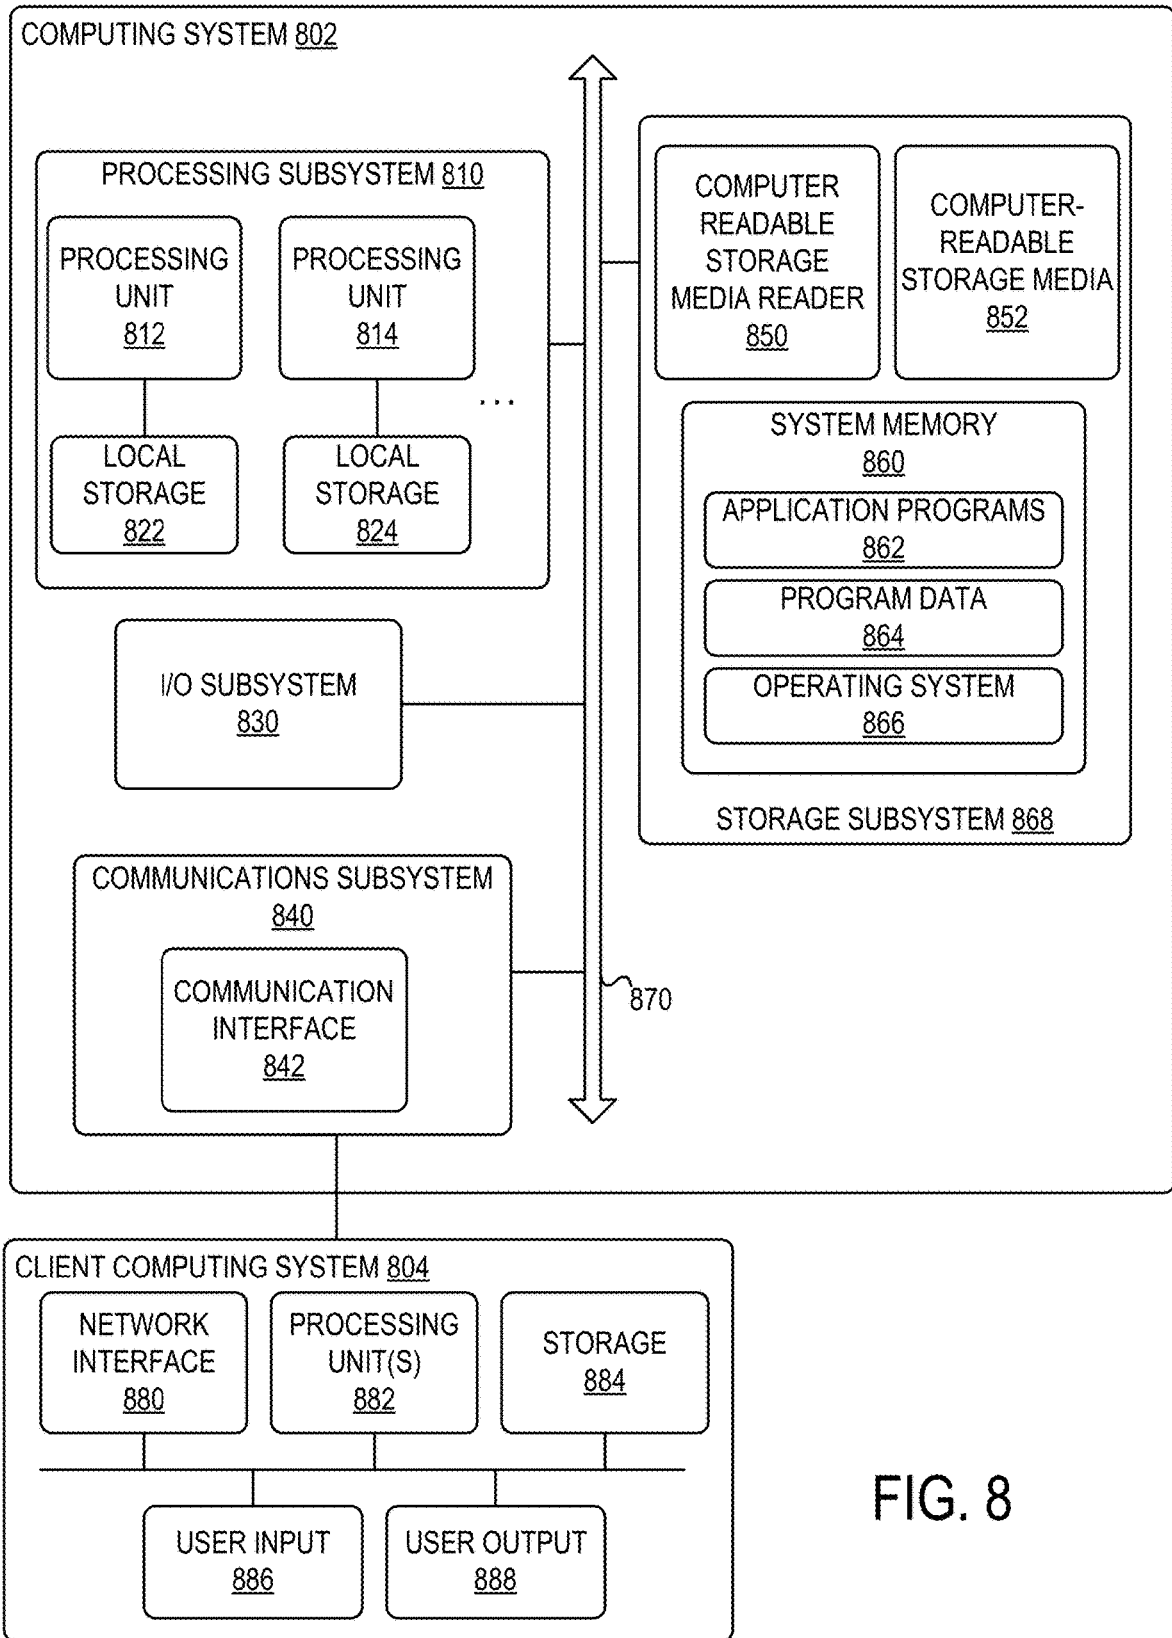 COMPUTING SYSTEM 802
PROCESSING SUBSYSTEM 810
PROCESSING
UNIT
812
PROCESSING
UNIT
814
...
LOCAL
STORAGE
822
LOCAL
STORAGE
824
I/O SUBSYSTEM
830
COMMUNICATIONS SUBSYSTEM
840
COMMUNICATION
INTERFACE
842
COMPUTER
READABLE
STORAGE
MEDIA READER
850
COMPUTER-
READABLE
STORAGE MEDIA
852
SYSTEM MEMORY
860
APPLICATION PROGRAMS
862
PROGRAM DATA
864
OPERATING SYSTEM
866
STORAGE SUBSYSTEM 868
870
CLIENT COMPUTING SYSTEM 804
NETWORK
INTERFACE
880
PROCESSING
UNIT(S)
882
STORAGE
884
USER INPUT
886
USER OUTPUT
888
FIG. 8